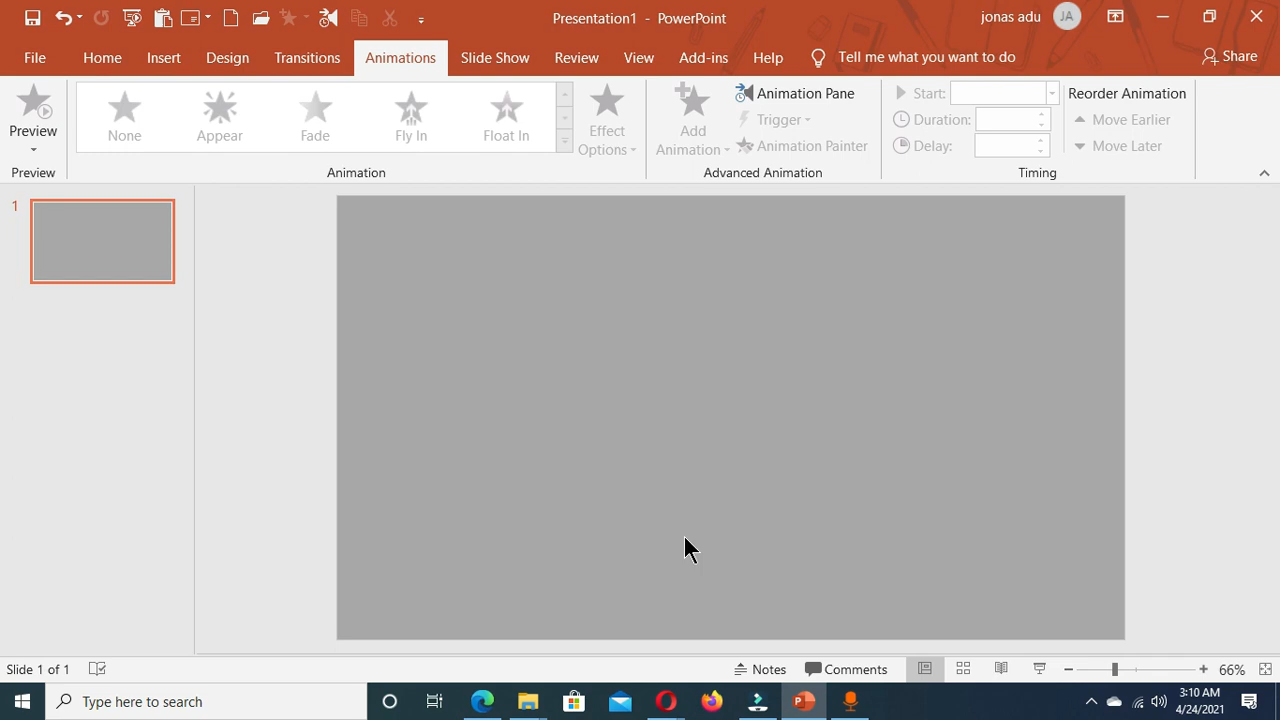 Presentation1 - PowerPoint
jonas adu
JA
File
Home
Insert
Design
Transitions
Animations
Slide Show
Review
View
Add-ins
Help
Tell me what you want to do
Share
Preview
None
Appear
Fade
Fly In
Float In
Effect
Options
Add
Animation
Animation Pane
Trigger
Animation Painter
Start:
Duration:
Delay:
Reorder Animation
Move Earlier
Move Later
Preview
Animation
Advanced Animation
Timing
1
Slide 1 of 1
Notes
Comments
66%
Type here to search
3:10 AM
4/24/2021